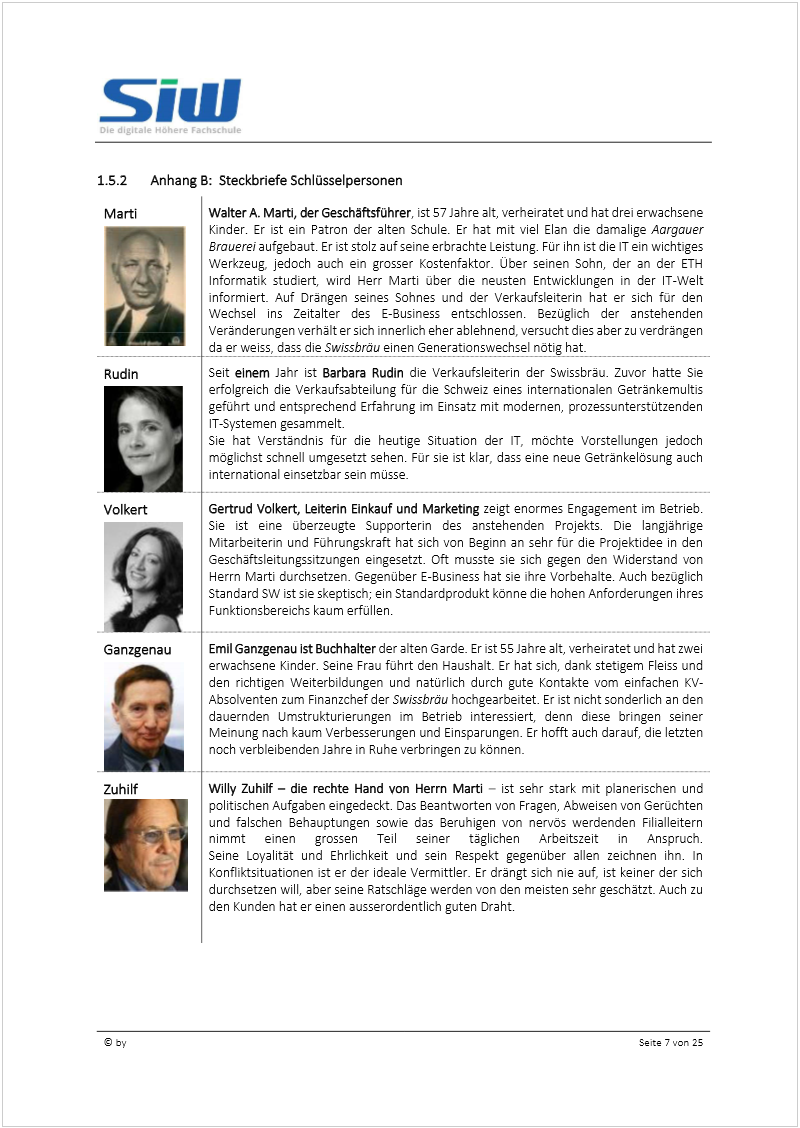 SIW
Die digitale Höhere Fachschule
1.5.2 Anhang B: Steckbriefe Schlüsselpersonen
Marti
Walter A. Marti, der Geschäftsführer, ist 57 Jahre alt, verheiratet und hat drei erwachsene
Kinder. Er ist ein Patron der alten Schule. Er hat mit viel Elan die damalige Aargauer
Brauerei aufgebaut. Er ist stolz auf seine erbrachte Leistung. Für ihn ist die IT ein wichtiges
Werkzeug, jedoch auch ein grosser Kostenfaktor. Über seinen Sohn, der an der ETH
Informatik studiert, wird Herr Marti über die neusten Entwicklungen in der IT-Welt
informiert. Auf Drängen seines Sohnes und der Verkaufsleiterin hat er sich für den
Wechsel ins Zeitalter des E-Business entschlossen. Bezüglich der anstehenden
Veränderungen verhält er sich innerlich eher ablehnend, versucht dies aber zu verdrängen
da er weiss, dass die Swissbräu einen Generationswechsel nötig hat.
Rudin
Seit einem Jahr ist Barbara Rudin die Verkaufsleiterin der Swissbräu. Zuvor hatte Sie
erfolgreich die Verkaufsabteilung für die Schweiz eines internationalen Getränkemultis
geführt und entsprechend Erfahrung im Einsatz mit modernen, prozessunterstützenden
IT-Systemen gesammelt.
Sie hat Verständnis für die heutige Situation der IT, möchte Vorstellungen jedoch
möglichst schnell umgesetzt sehen. Für sie ist klar, dass eine neue Getränkelösung auch
international einsetzbar sein müsse.
Volkert
Gertrud Volkert, Leiterin Einkauf und Marketing zeigt enormes Engagement im Betrieb.
Sie ist eine überzeugte Supporterin des anstehenden Projekts. Die langjährige
Mitarbeiterin und Führungskraft hat sich von Beginn an sehr für die Projektidee in den
Geschäftsleitungssitzungen eingesetzt. Oft musste sie sich gegen den Widerstand von
Herrn Marti durchsetzen. Gegenüber E-Business hat sie ihre Vorbehalte. Auch bezüglich
Standard SW ist sie skeptisch; ein Standardprodukt könne die hohen Anforderungen ihres
Funktionsbereichs kaum erfüllen.
Ganzgenau
Emil Ganzgenau ist Buchhalter der alten Garde. Er ist 55 Jahre alt, verheiratet und hat zwei
erwachsene Kinder. Seine Frau führt den Haushalt. Er hat sich, dank stetigem Fleiss und
den richtigen Weiterbildungen und natürlich durch gute Kontakte vom einfachen KV-
Absolventen zum Finanzchef der Swissbräu hochgearbeitet. Er ist nicht sonderlich an den
dauernden Umstrukturierungen im Betrieb interessiert, denn diese bringen seiner
Meinung nach kaum Verbesserungen und Einsparungen. Er hofft auch darauf, die letzten
noch verbleibenden Jahre in Ruhe verbringen zu können.
Zuhilf
Willy Zuhilf – die rechte Hand von Herrn Marti – ist sehr stark mit planerischen und
politischen Aufgaben eingedeckt. Das Beantworten von Fragen, Abweisen von Gerüchten
und falschen Behauptungen sowie das Beruhigen von nervös werdenden Filialleitern
nimmt einen grossen Teil seiner täglichen Arbeitszeit in Anspruch.
Seine Loyalität und Ehrlichkeit und sein Respekt gegenüber allen zeichnen ihn. In
Konfliktsituationen ist er der ideale Vermittler. Er drängt sich nie auf, ist keiner der sich
durchsetzen will, aber seine Ratschläge werden von den meisten sehr geschätzt. Auch zu
den Kunden hat er einen ausserordentlich guten Draht.
© by
Seite 7 von 25